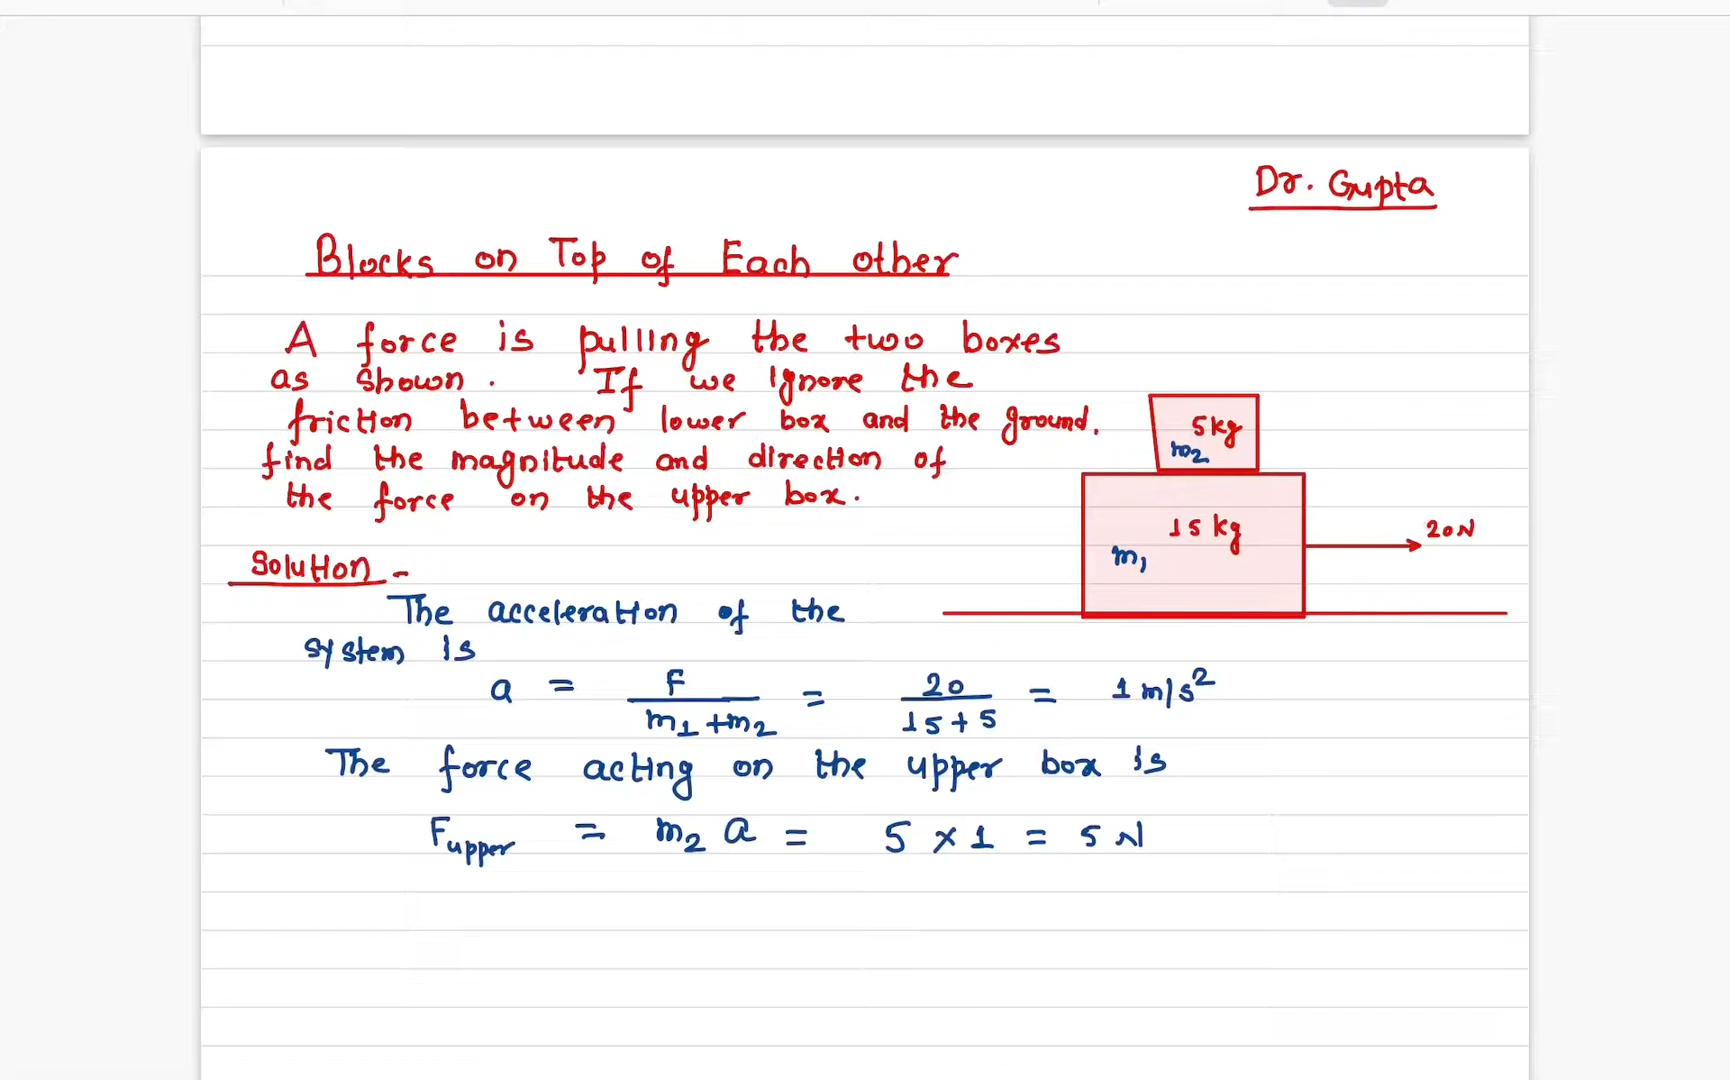 Dr. Gupta
Blocks on Top of Each other
A force is pulling the two boxes
as shown. If we Ignore the
friction between lower box and the ground.
find the magnitude and direction of
the force on the upper box.
5kg
m2
15 kg
m1
20N
Solution -
The acceleration of the
system is
a = F / m1+m2 = 20 / 15+5 = 1 m/s²
The force acting on the upper box is
Fupper = m2 a = 5 × 1 = 5 N